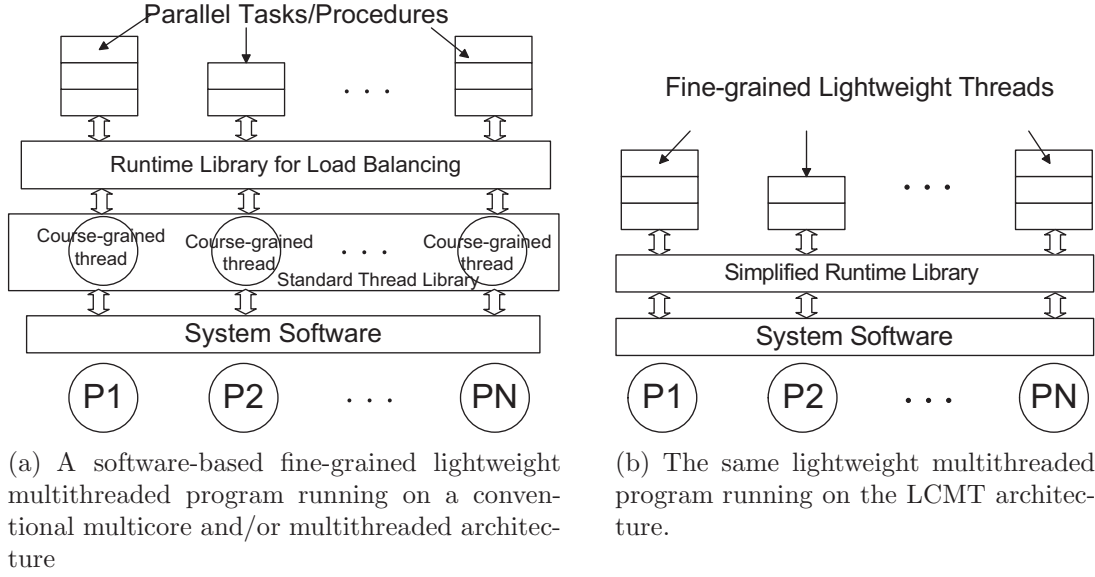 Parallel Tasks/Procedures
. . .
Runtime Library for Load Balancing
Course-grained thread
Course-grained thread
. . .
Course-grained thread
Standard Thread Library
System Software
P1
P2
. . .
PN
(a) A software-based fine-grained lightweight
multithreaded program running on a conven-
tional multicore and/or multithreaded architec-
ture
Fine-grained Lightweight Threads
. . .
Simplified Runtime Library
System Software
P1
P2
. . .
PN
(b) The same lightweight multithreaded
program running on the LCMT architec-
ture.